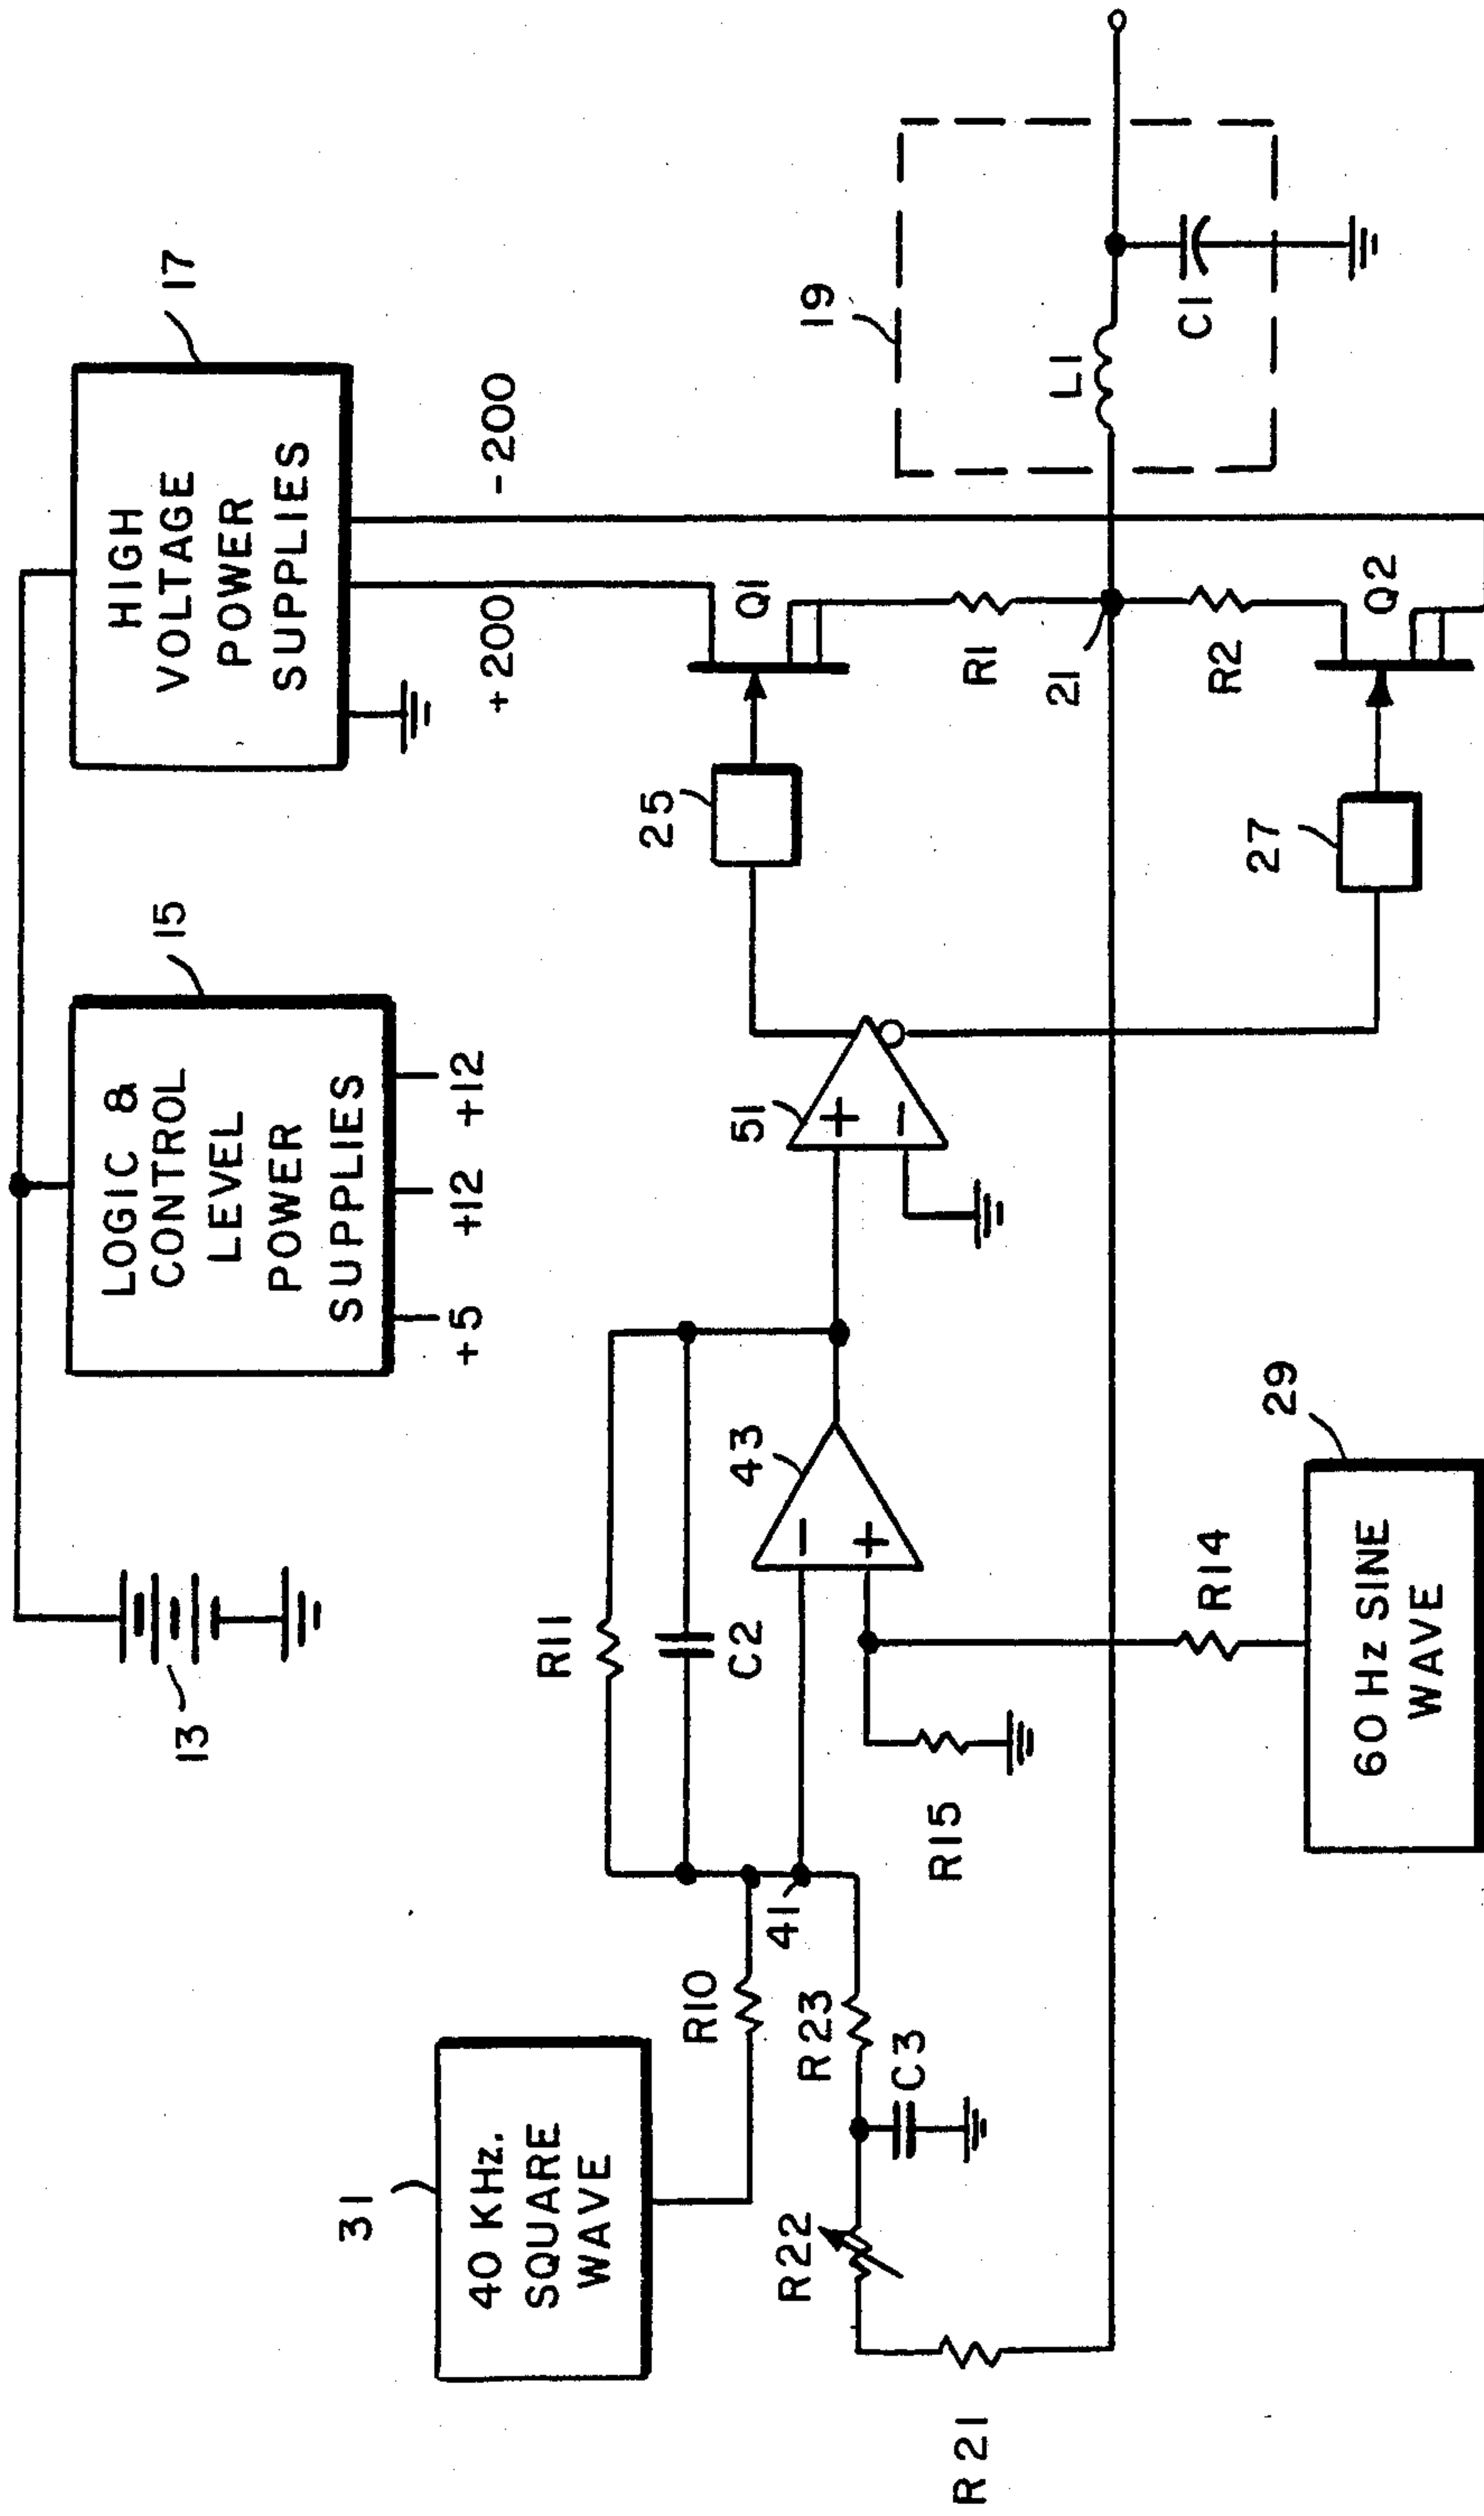 13
LOGIC &
CONTROL
LEVEL
POWER
SUPPLIES
15
+5
+12
+12
HIGH
VOLTAGE
POWER
SUPPLIES
17
+200
-200
31
40 KHz.
SQUARE
WAVE
R10
R11
C2
43
-
+
41
R22
R23
C3
R21
R15
R14
60 Hz SINE
WAVE
29
51
+
-
25
27
Q1
R1
21
R2
Q2
19
L1
C1